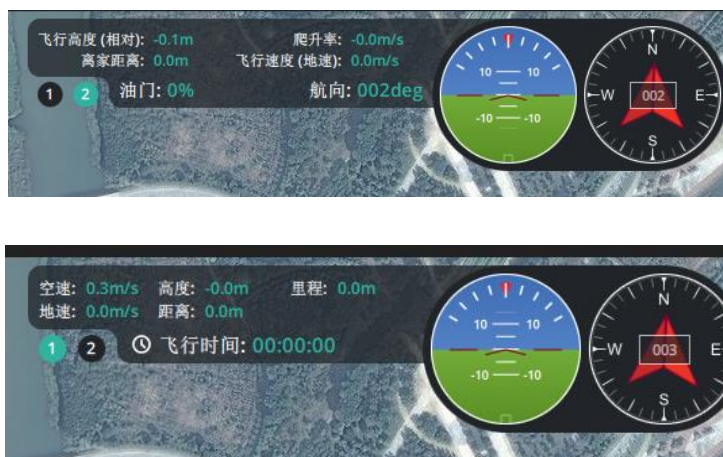 飞行高度(相对): -0.1m 爬升率: -0.0m/s
离家距离: 0.0m 飞行速度(地速): 0.0m/s
1 2 油门: 0% 航向: 002deg
10 10
-10 -10
N
W 002 E
S
空速: 0.3m/s 高度: -0.0m 里程: 0.0m
地速: 0.0m/s 距离: 0.0m
1 2 飞行时间: 00:00:00
10 10
-10 -10
N
W 003 E
S